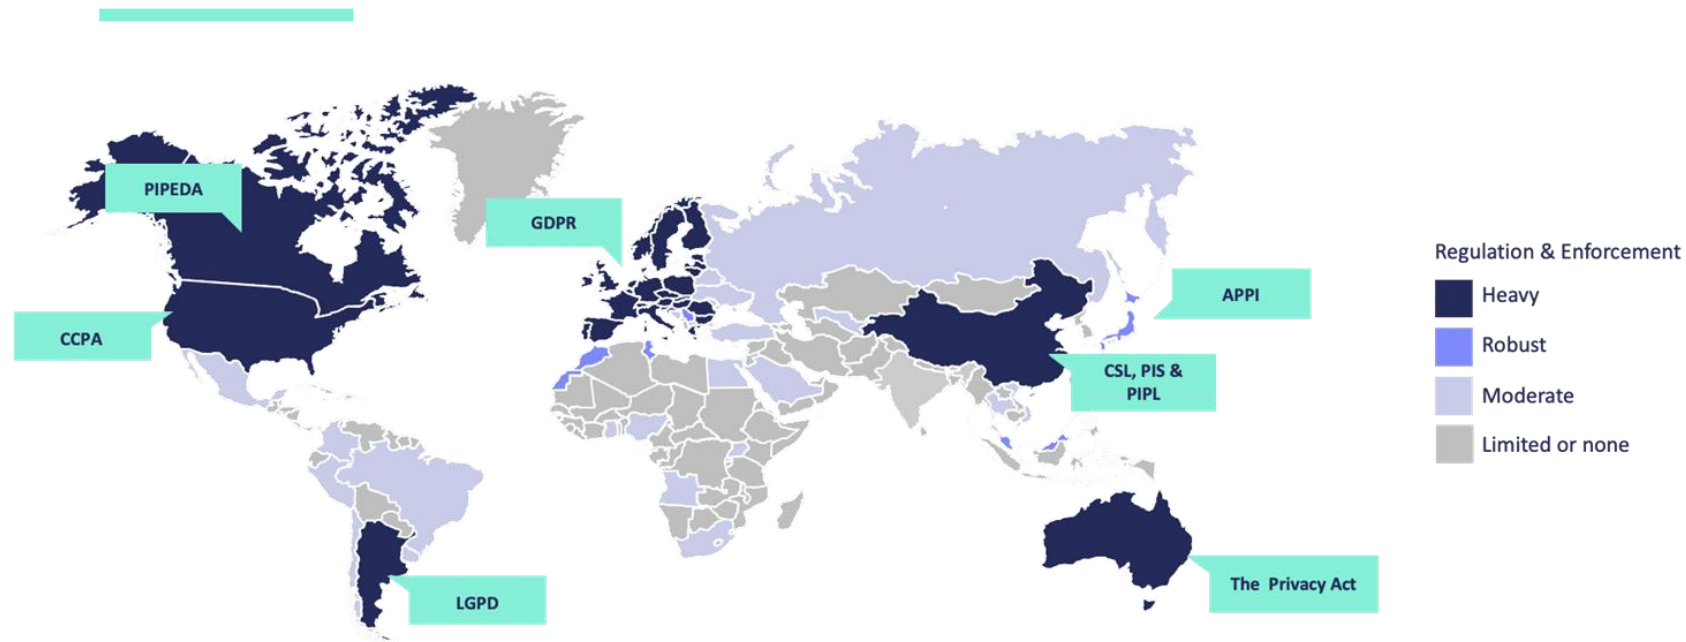 PIPEDA
GDPR
CCPA
APPI
CSL, PIS &
PIPL
LGPD
The Privacy Act
Regulation & Enforcement
Heavy
Robust
Moderate
Limited or none